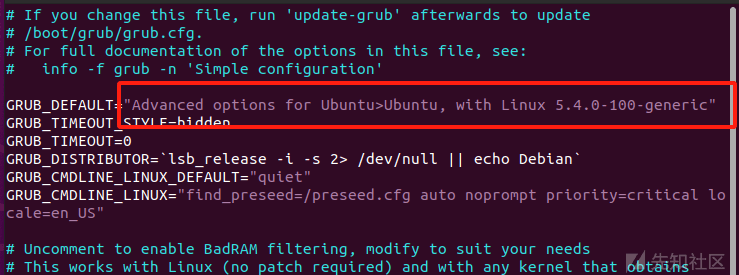 # If you change this file, run 'update-grub' afterwards to update
# /boot/grub/grub.cfg.
# For full documentation of the options in this file, see:
#   info -f grub -n 'Simple configuration'
GRUB_DEFAULT="Advanced options for Ubuntu>Ubuntu, with Linux 5.4.0-100-generic"
GRUB_TIMEOUT_STYLE=hidden
GRUB_TIMEOUT=0
GRUB_DISTRIBUTOR=`lsb_release -i -s 2> /dev/null || echo Debian`
GRUB_CMDLINE_LINUX_DEFAULT="quiet"
GRUB_CMDLINE_LINUX="find_preseed=/preseed.cfg auto noprompt priority=critical lo
cale=en_US"
# Uncomment to enable BadRAM filtering, modify to suit your needs
# This works with Linux (no patch required) and with any kernel that obtains
先知社区